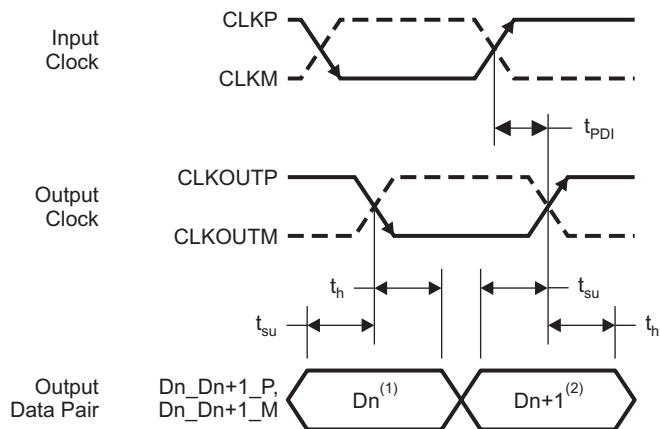 Input
Clock
CLKP
CLKM
t_PDI
Output
Clock
CLKOUTP
CLKOUTM
t_su
t_h
t_su
t_h
Output
Data Pair
Dn_Dn+1_P,
Dn_Dn+1_M
Dn(1)
Dn+1(2)